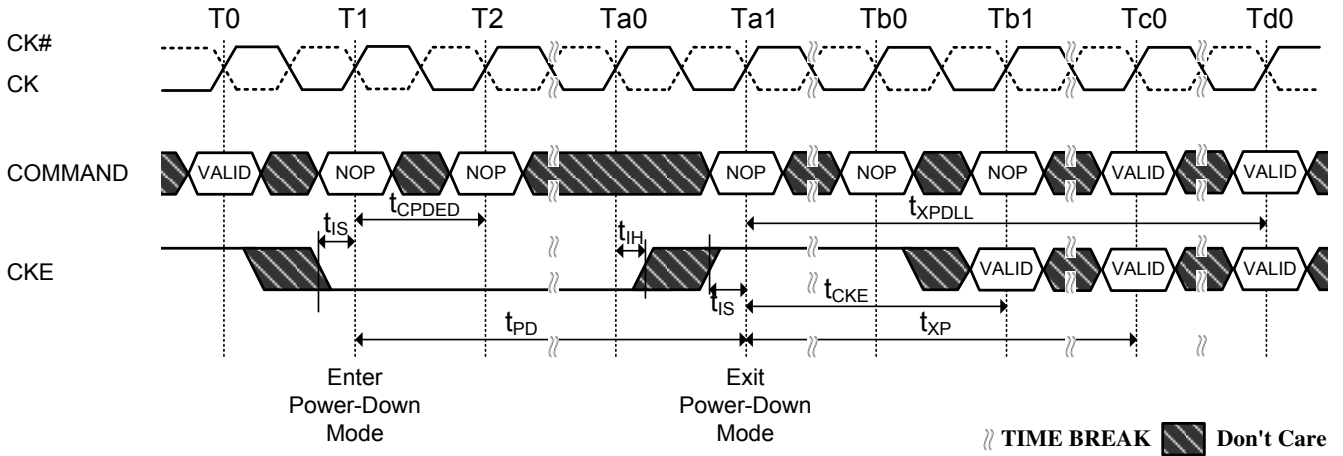 T0 T1 T2 Ta0 Ta1 Tb0 Tb1 Tc0 Td0
CK#
CK
COMMAND VALID NOP NOP NOP NOP NOP VALID VALID
tIS tCPDED tIH tXPDLL
CKE VALID VALID VALID
tIS tCKE
tPD tXP
Enter
Power-Down
Mode
Exit
Power-Down
Mode
TIME BREAK Don't Care